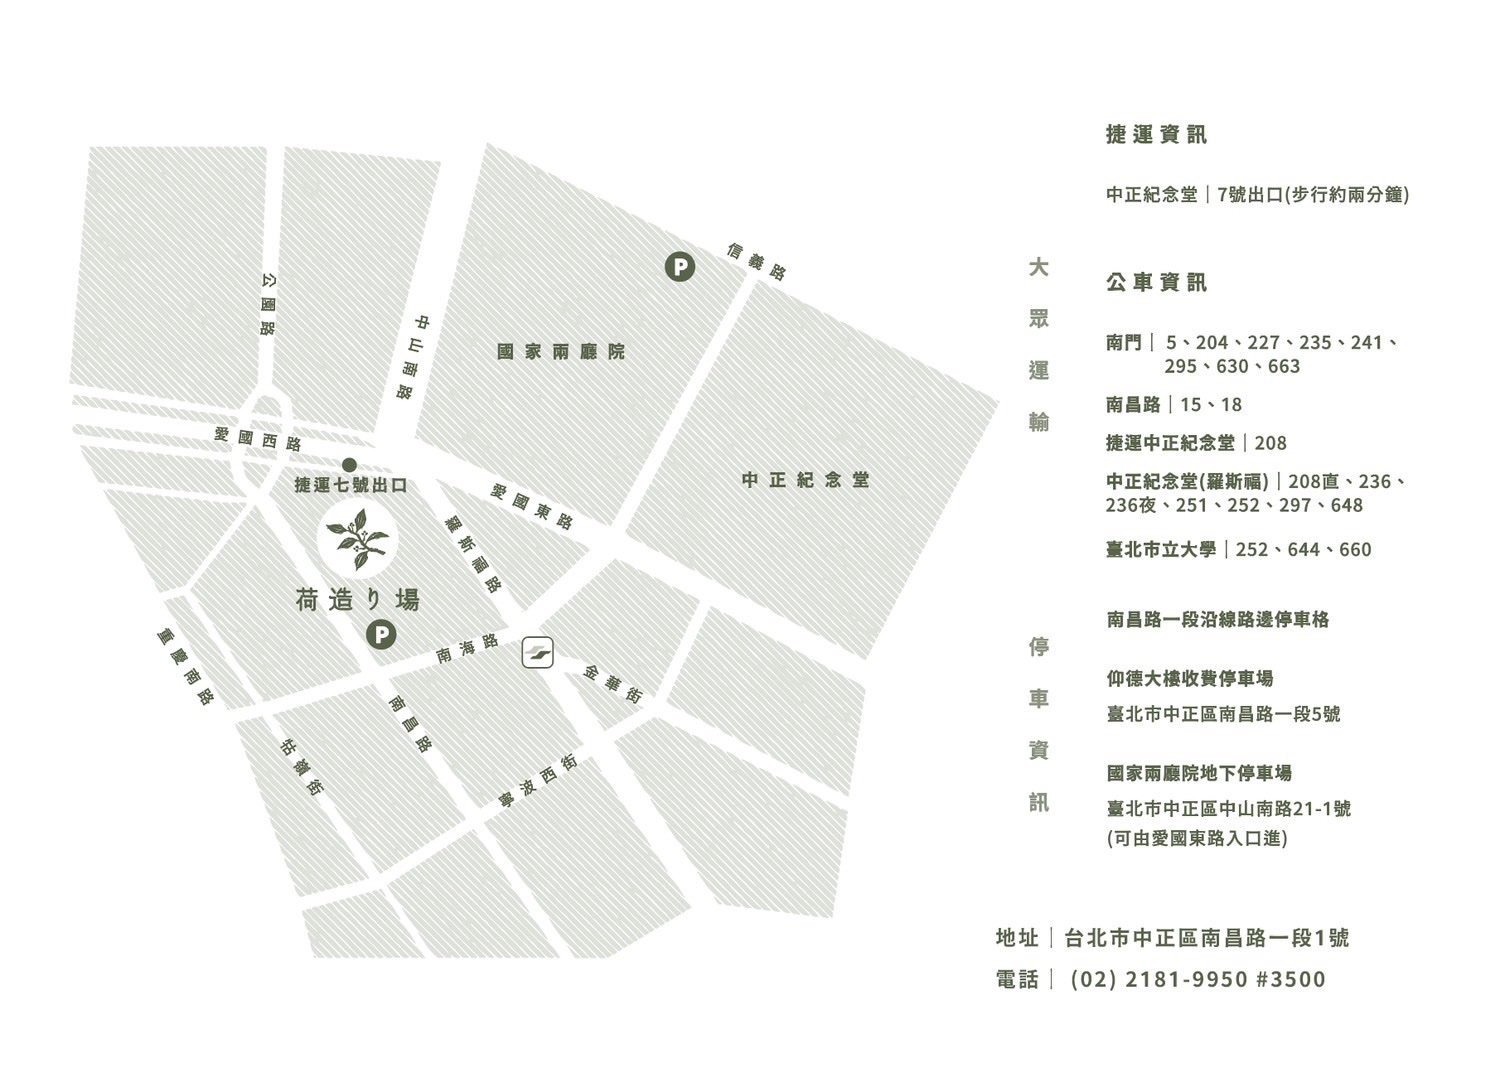 公園路
中山南路
信義路
國家兩廳院
愛國西路
捷運七號出口
愛國東路
中正紀念堂
羅斯福路
荷造り場
重慶南路
南海路
金華街
南昌路
牯嶺街
寧波西街
P
P
大眾運輸
捷運資訊
中正紀念堂｜7號出口(步行約兩分鐘)
公車資訊
南門｜ 5、204、227、235、241、
295、630、663
南昌路｜15、18
捷運中正紀念堂｜208
中正紀念堂(羅斯福)｜208直、236、
236夜、251、252、297、648
臺北市立大學｜252、644、660
停車資訊
南昌路一段沿線路邊停車格
仰德大樓收費停車場
臺北市中正區南昌路一段5號
國家兩廳院地下停車場
臺北市中正區中山南路21-1號
(可由愛國東路入口進)
地址｜台北市中正區南昌路一段1號
電話｜ (02) 2181-9950 #3500